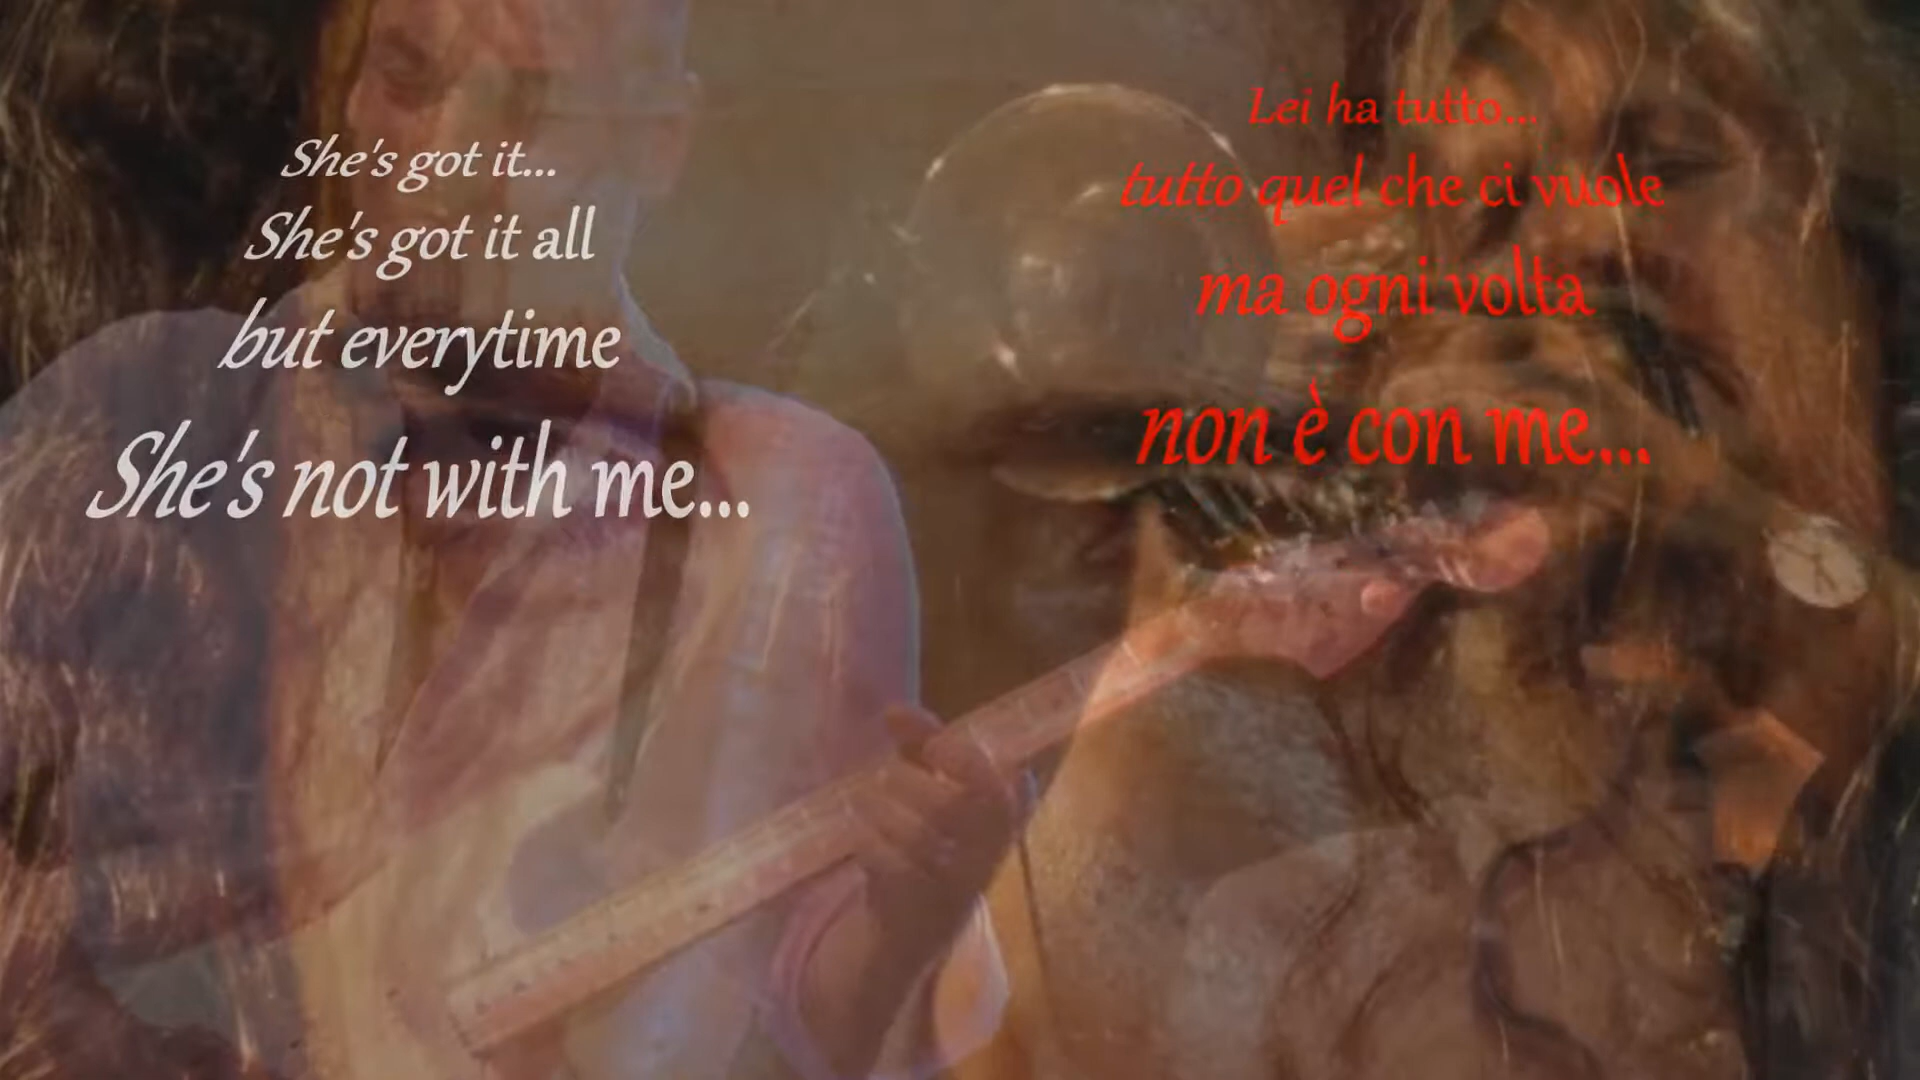 She's got it...
She's got it all
but everytime
She's not with me...
Lei ha tutto...
tutto quel che ci vuole
ma ogni volta
non è con me...